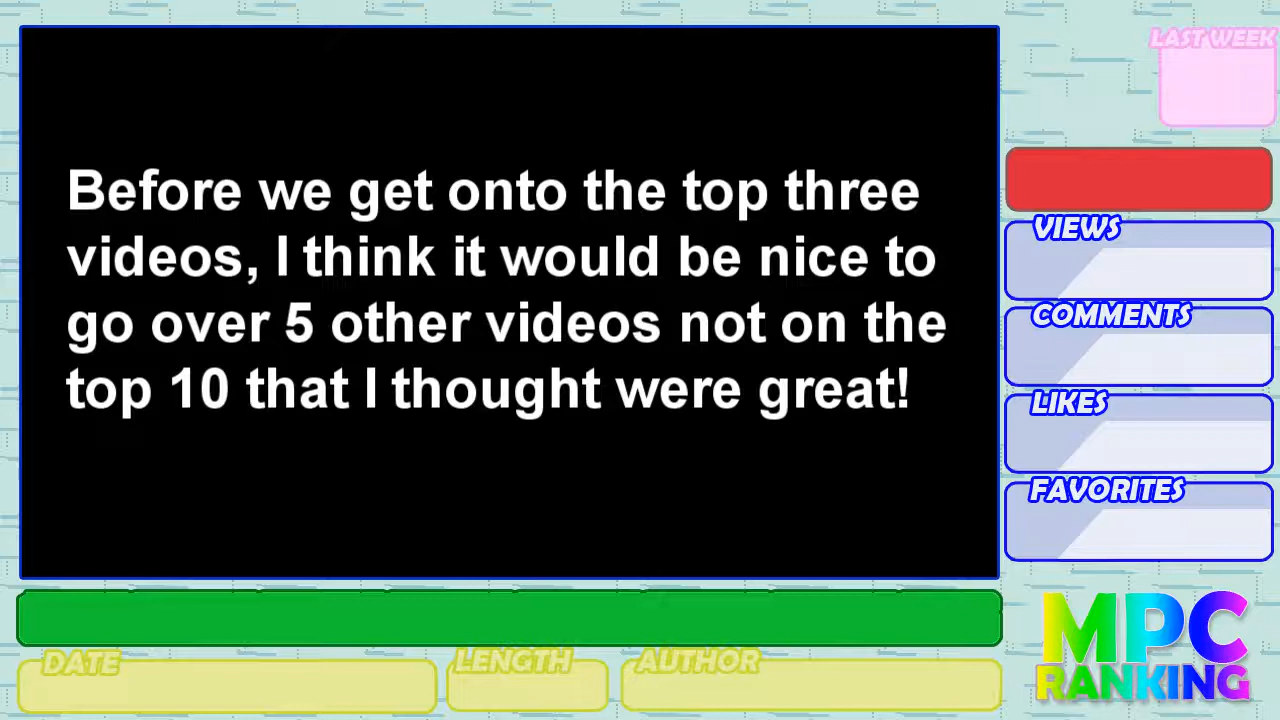 LAST WEEK
Before we get onto the top three
videos, I think it would be nice to
go over 5 other videos not on the
top 10 that I thought were great!
VIEWS
COMMENTS
LIKES
FAVORITES
DATE
LENGTH
AUTHOR
MPC
RANKING